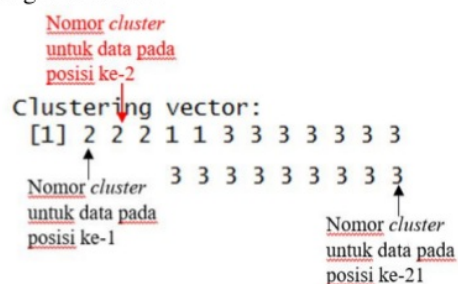 Nomor cluster
untuk data pada
posisi ke-2
Clustering vector:
[1] 2 2 2 1 1 3 3 3 3 3 3 3
3 3 3 3 3 3 3 3 3
Nomor cluster
untuk data pada
posisi ke-1
Nomor cluster
untuk data pada
posisi ke-21